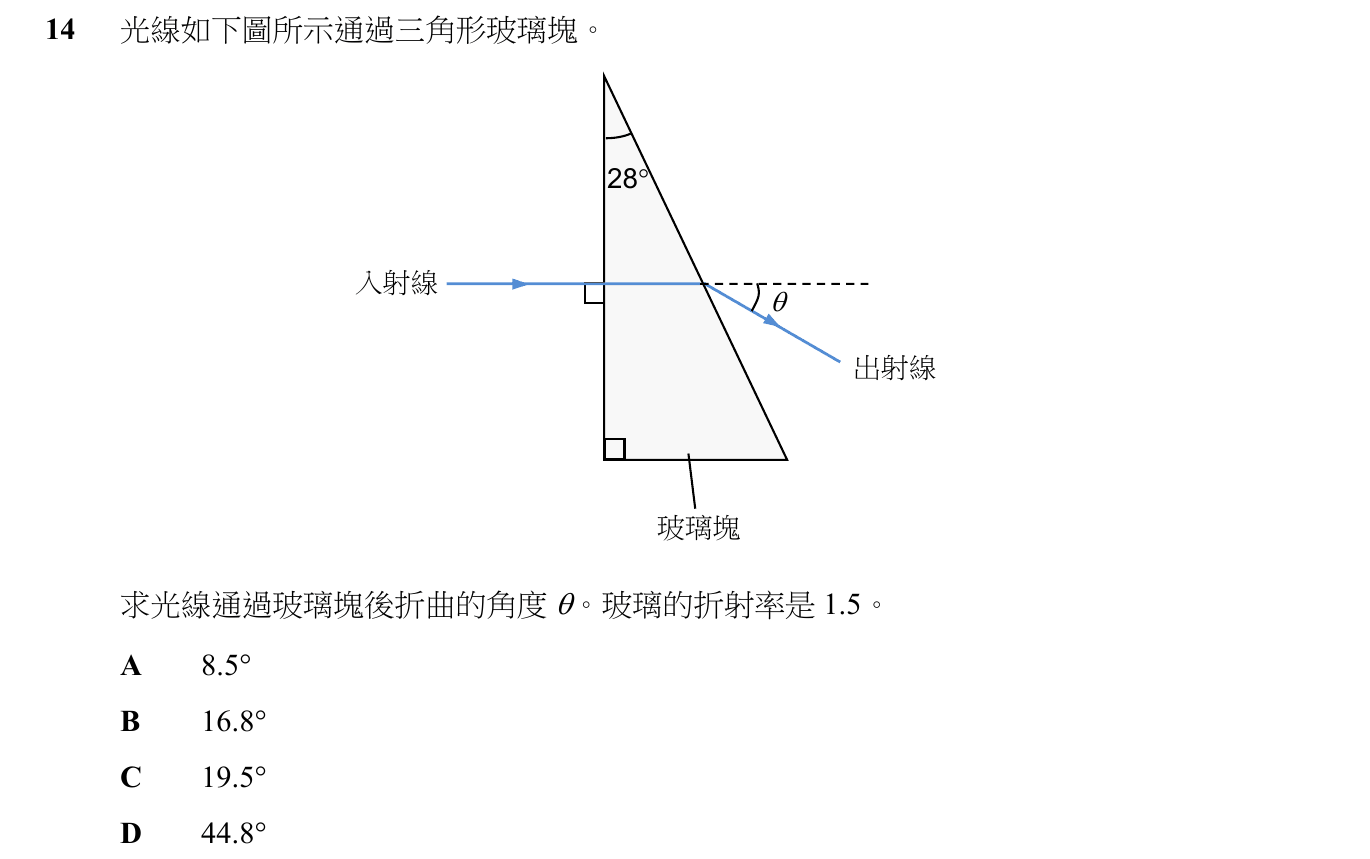 14 光線如下圖所示通過三角形玻璃塊。
28°
入射線
θ
出射線
玻璃塊
求光線通過玻璃塊後折曲的角度 θ。玻璃的折射率是 1.5。
A 8.5°
B 16.8°
C 19.5°
D 44.8°